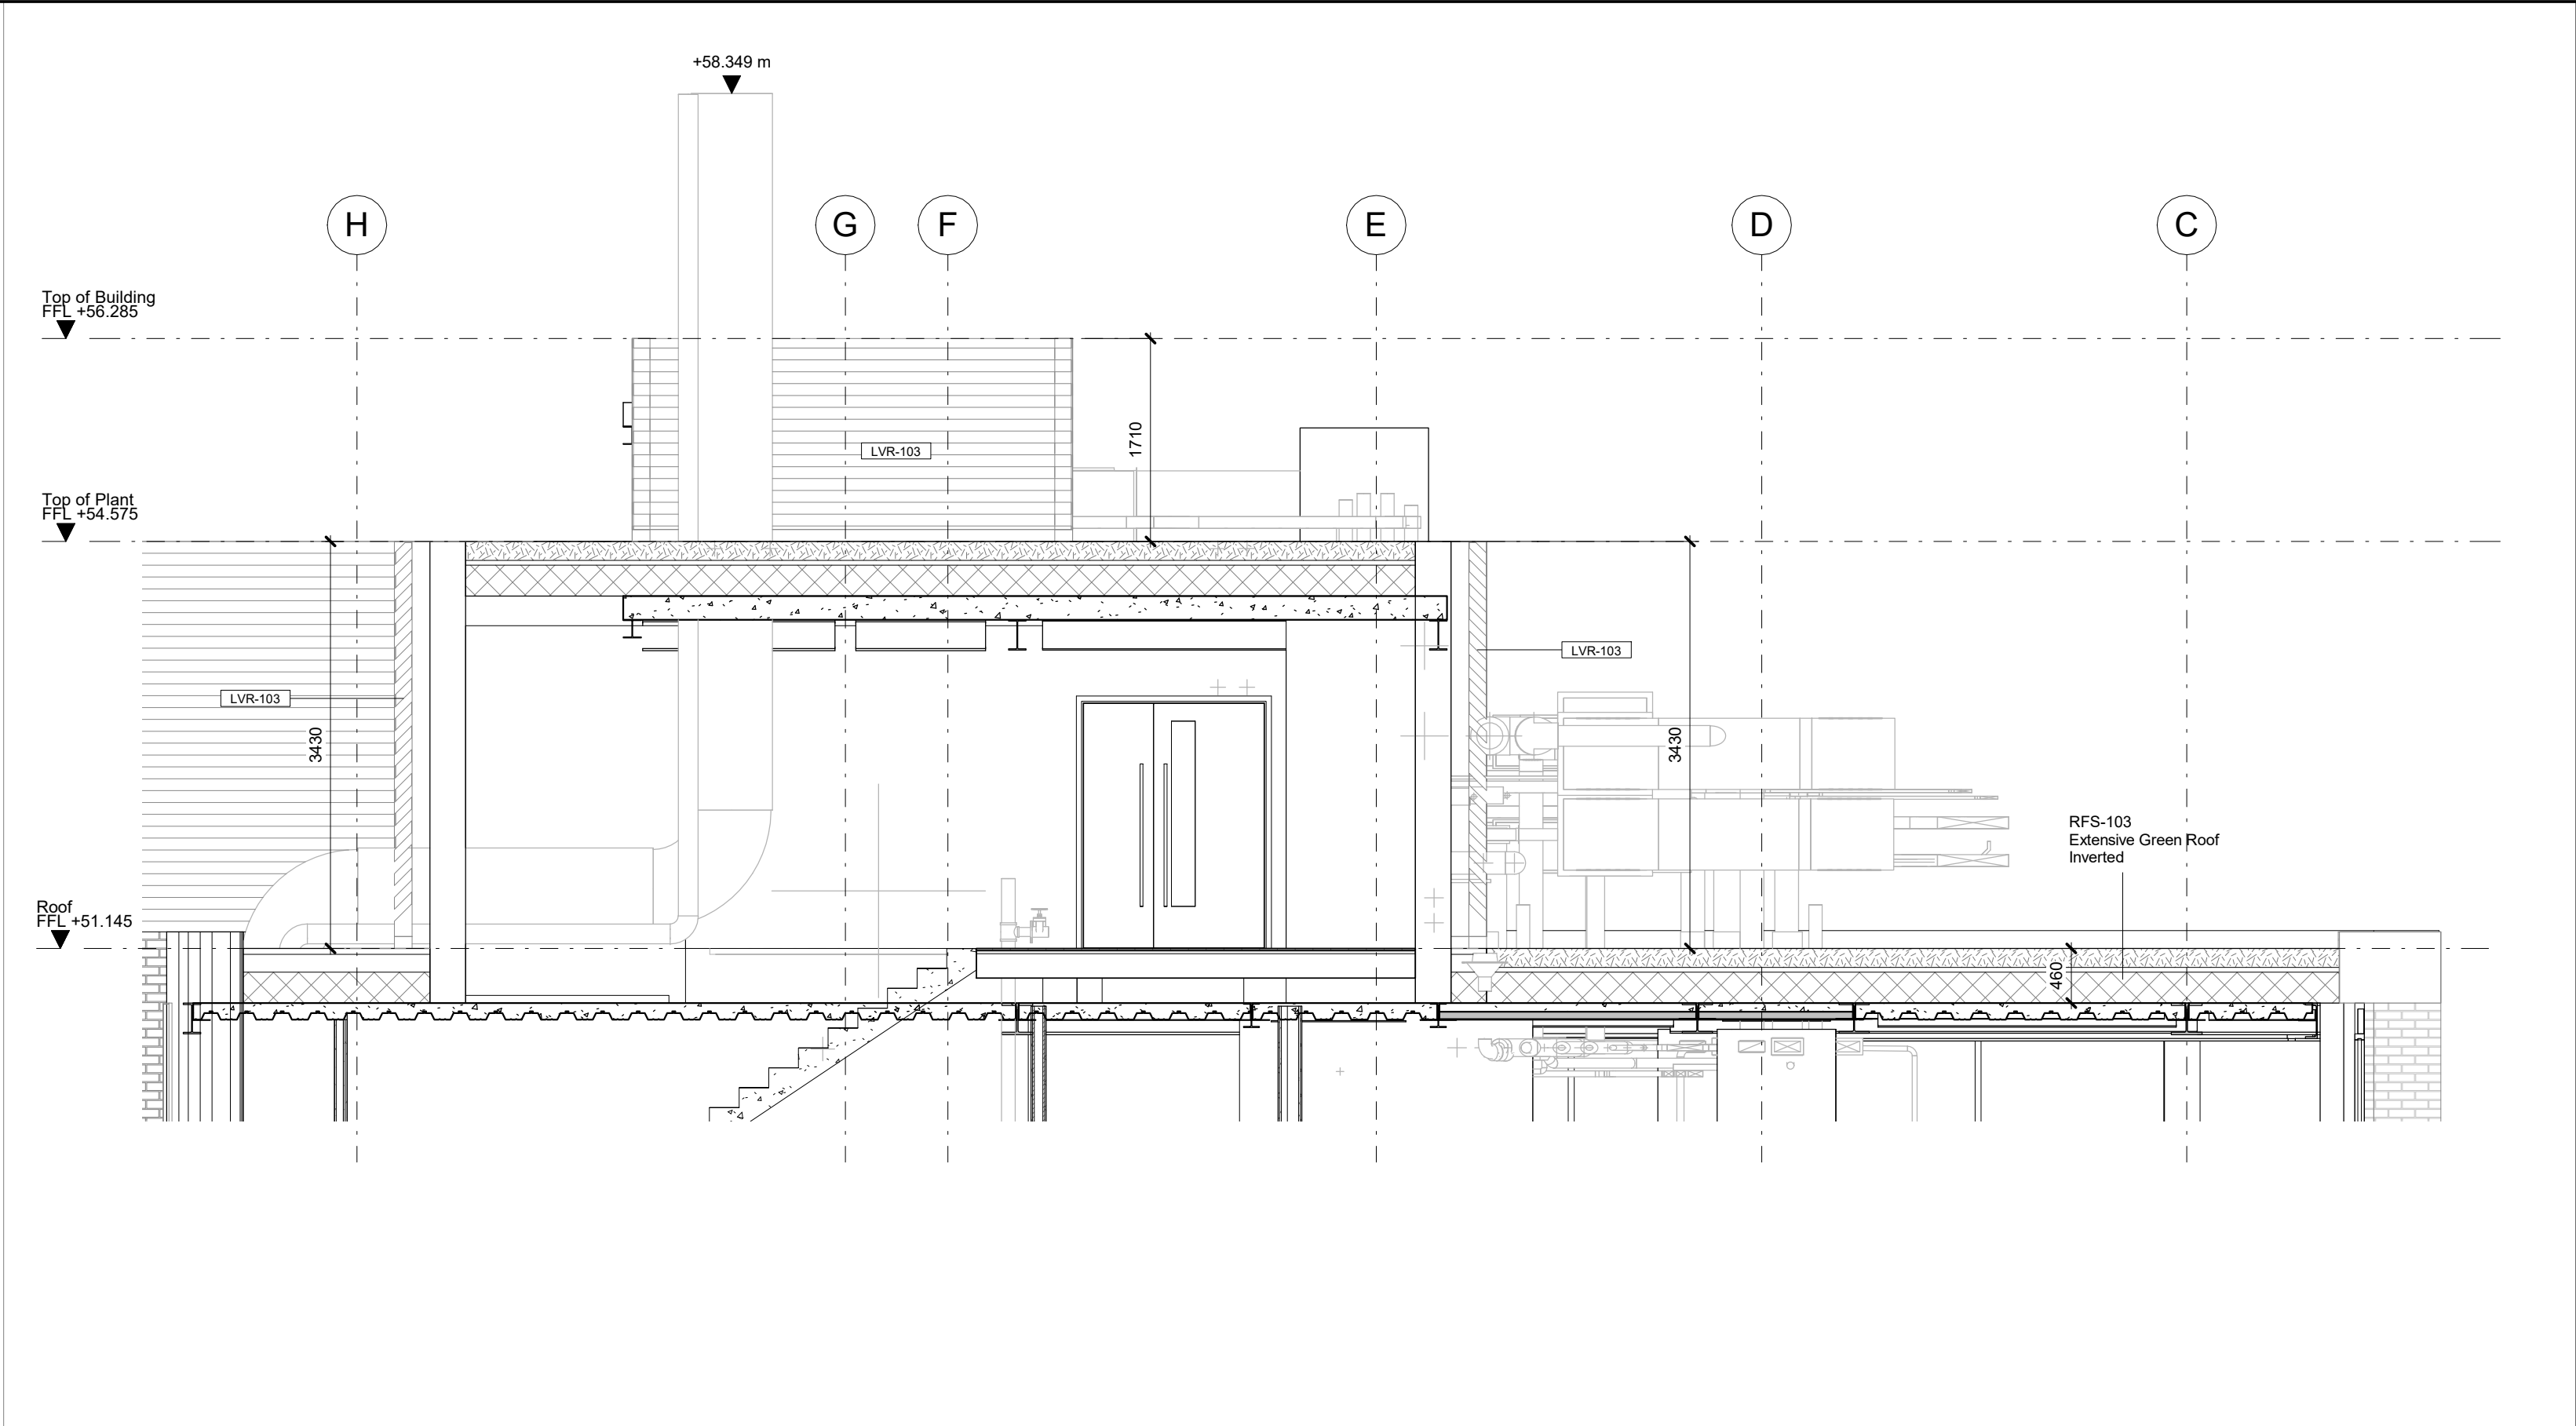 +58.349 m
H
G
F
E
D
C
Top of Building
FFL +56.285
1710
LVR-103
Top of Plant
FFL +54.575
LVR-103
LVR-103
3430
3430
RFS-103
Extensive Green Roof
Inverted
Roof
FFL +51.145
460